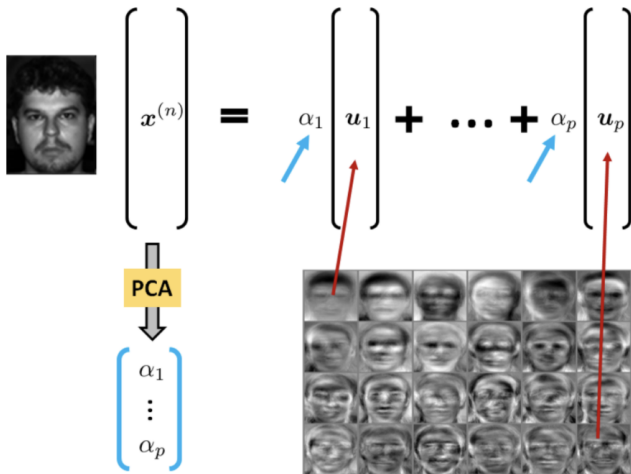 x^{(n)} = α_1 u_1 + ... + α_p u_p
PCA
α_1
⋮
α_p